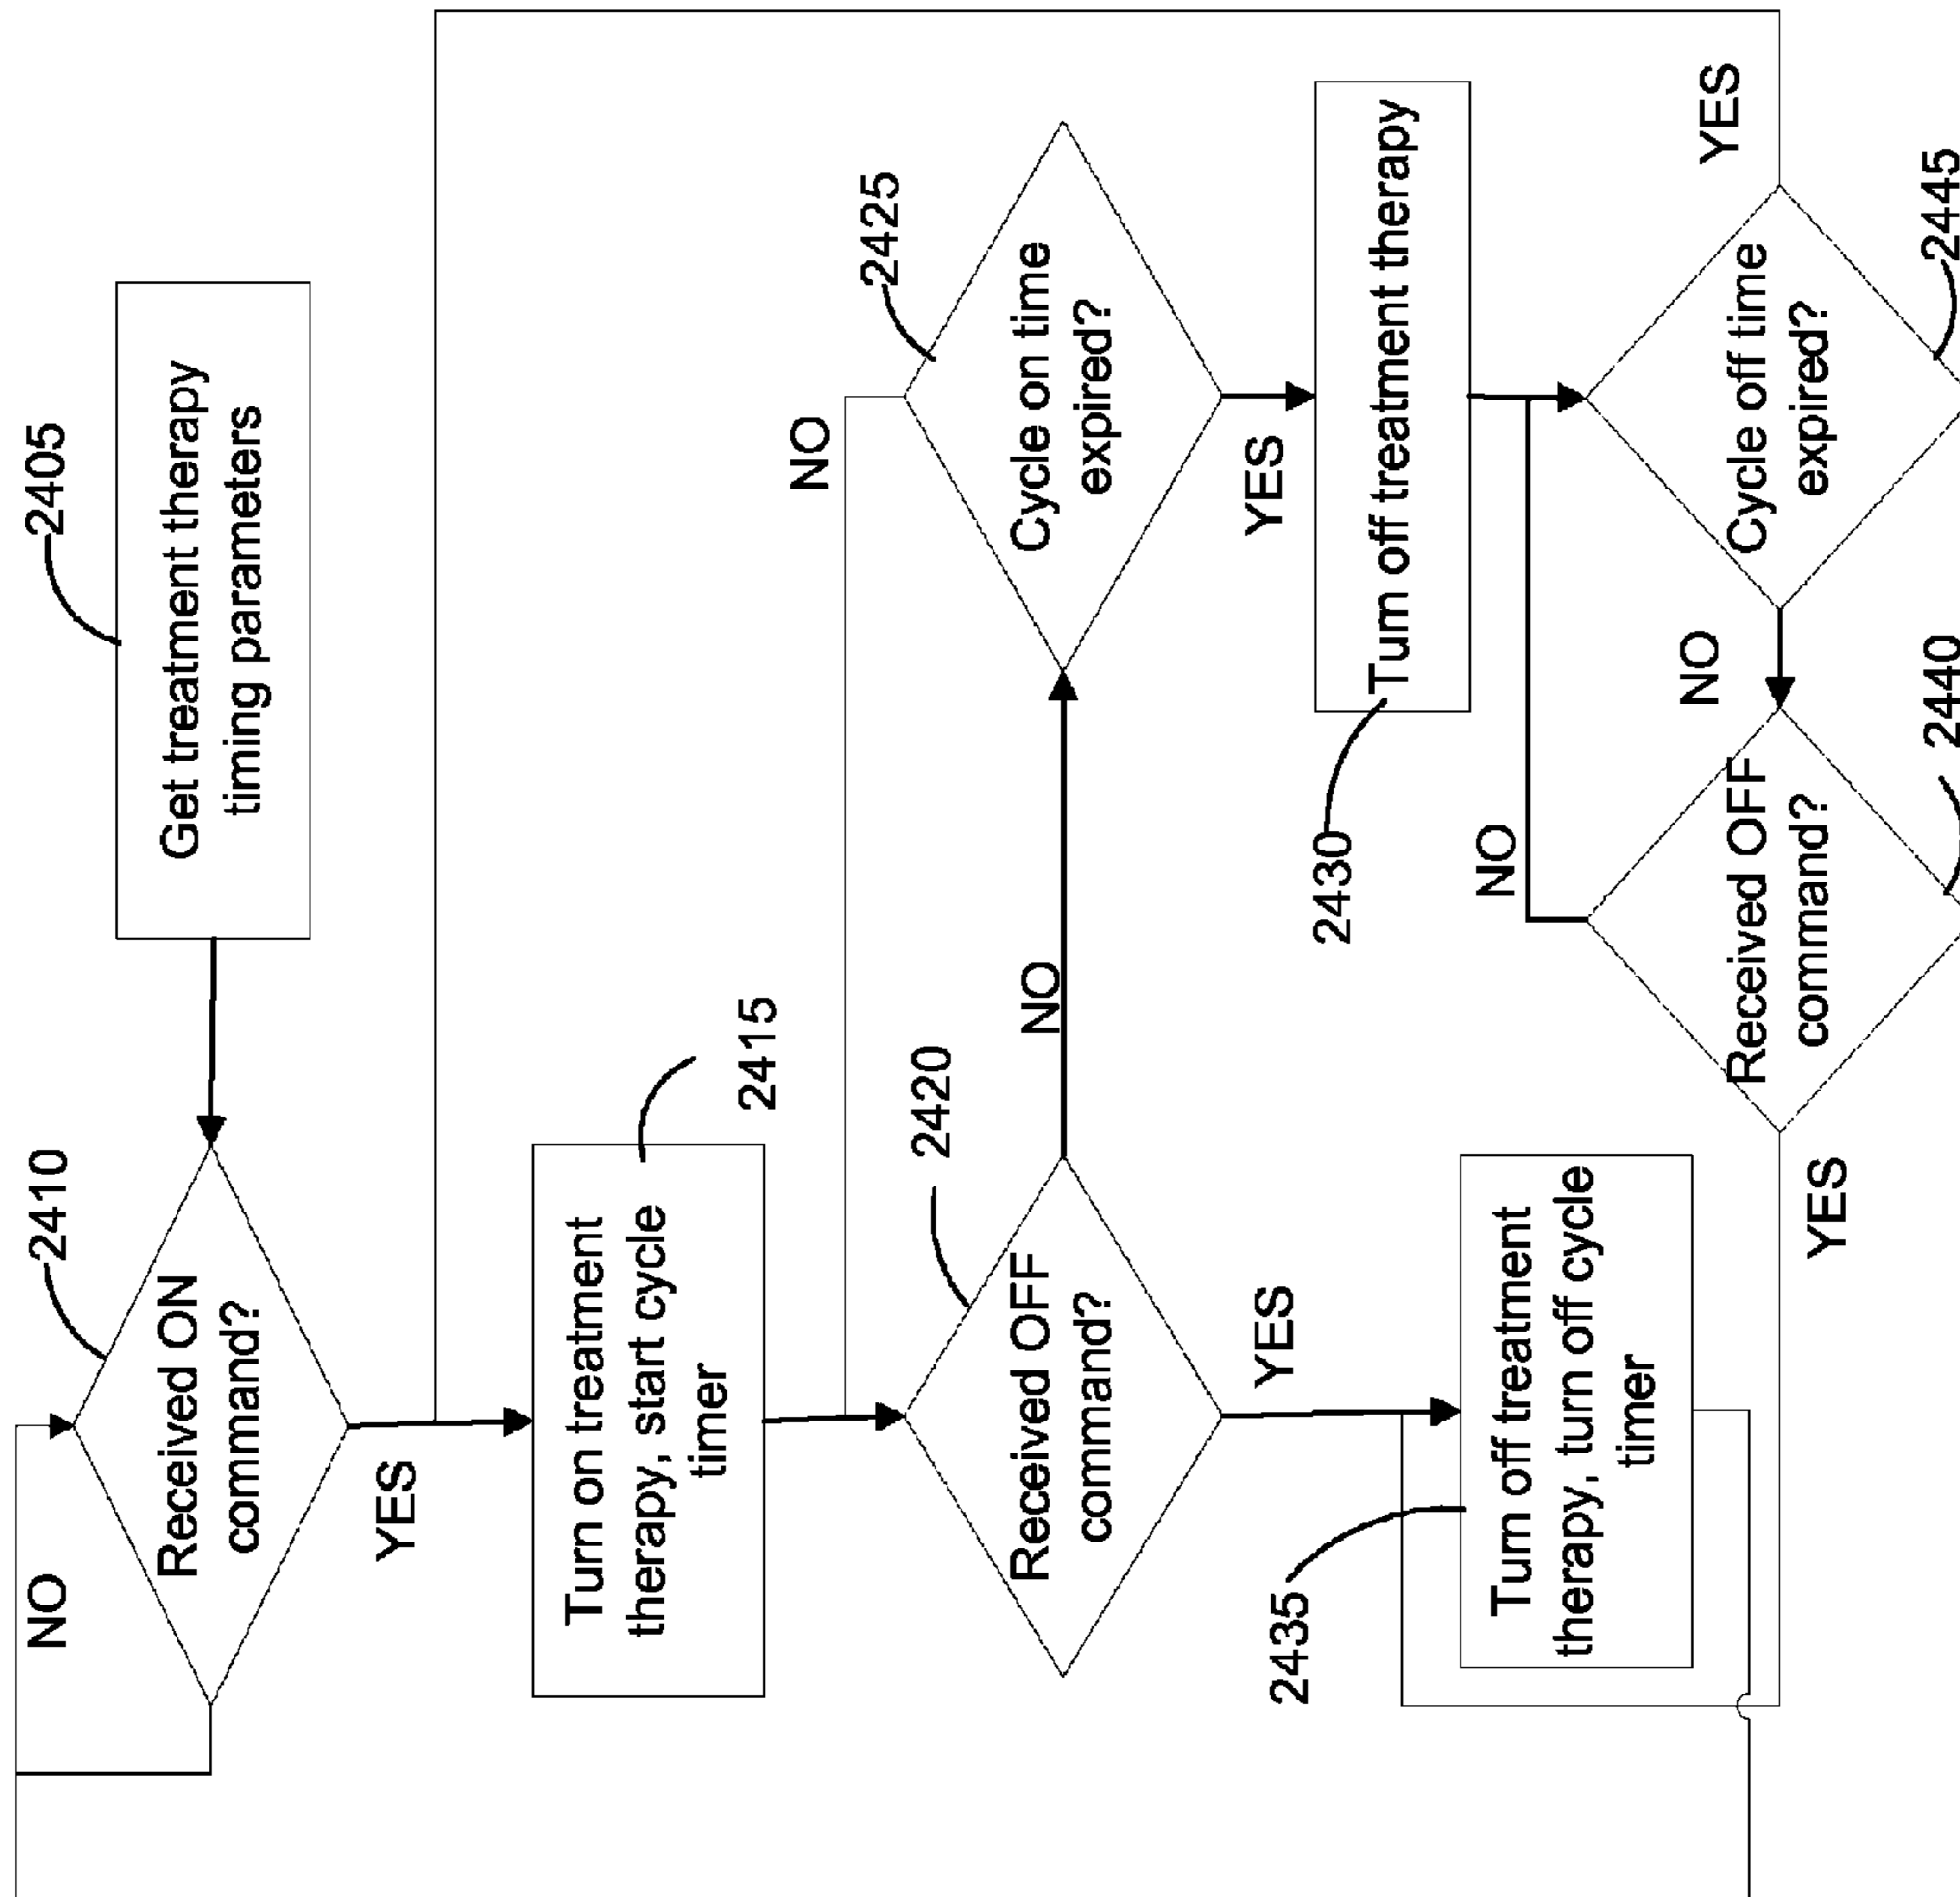 2405
Get treatment therapy
timing parameters
2410
Received ON
command?
NO
YES
Turn on treatment
therapy, start cycle
timer
2415
2420
Received OFF
command?
NO
YES
2425
Cycle on time
expired?
NO
YES
2430
Turn off treatment therapy
2435
Turn off treatment
therapy, turn off cycle
timer
Cycle off time
expired?
2445
YES
NO
Received OFF
command?
2440
NO
YES